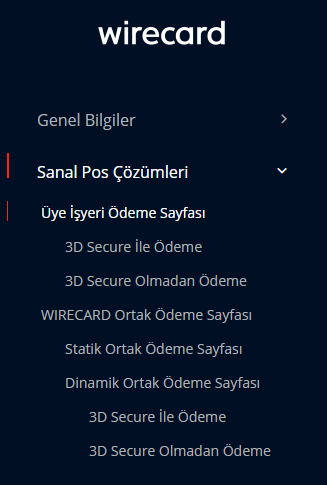 wirecard
Genel Bilgiler
Sanal Pos Çözümleri
Üye İşyeri Ödeme Sayfası
3D Secure İle Ödeme
3D Secure Olmadan Ödeme
WIRECARD Ortak Ödeme Sayfası
Statik Ortak Ödeme Sayfası
Dinamik Ortak Ödeme Sayfası
3D Secure İle Ödeme
3D Secure Olmadan Ödeme